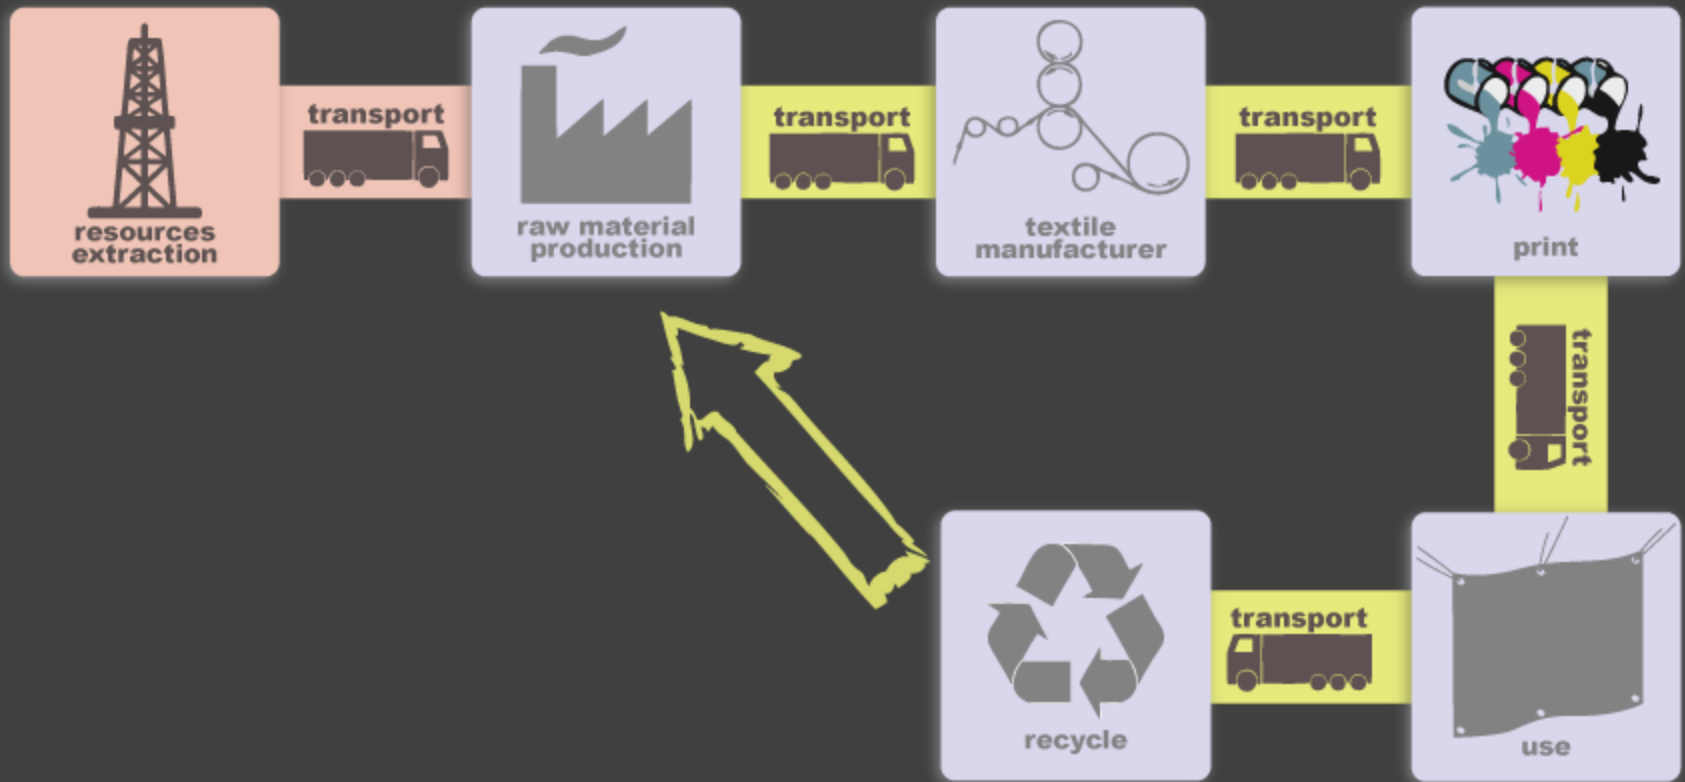 resources
extraction
transport
raw material
production
transport
textile
manufacturer
transport
print
transport
use
transport
recycle